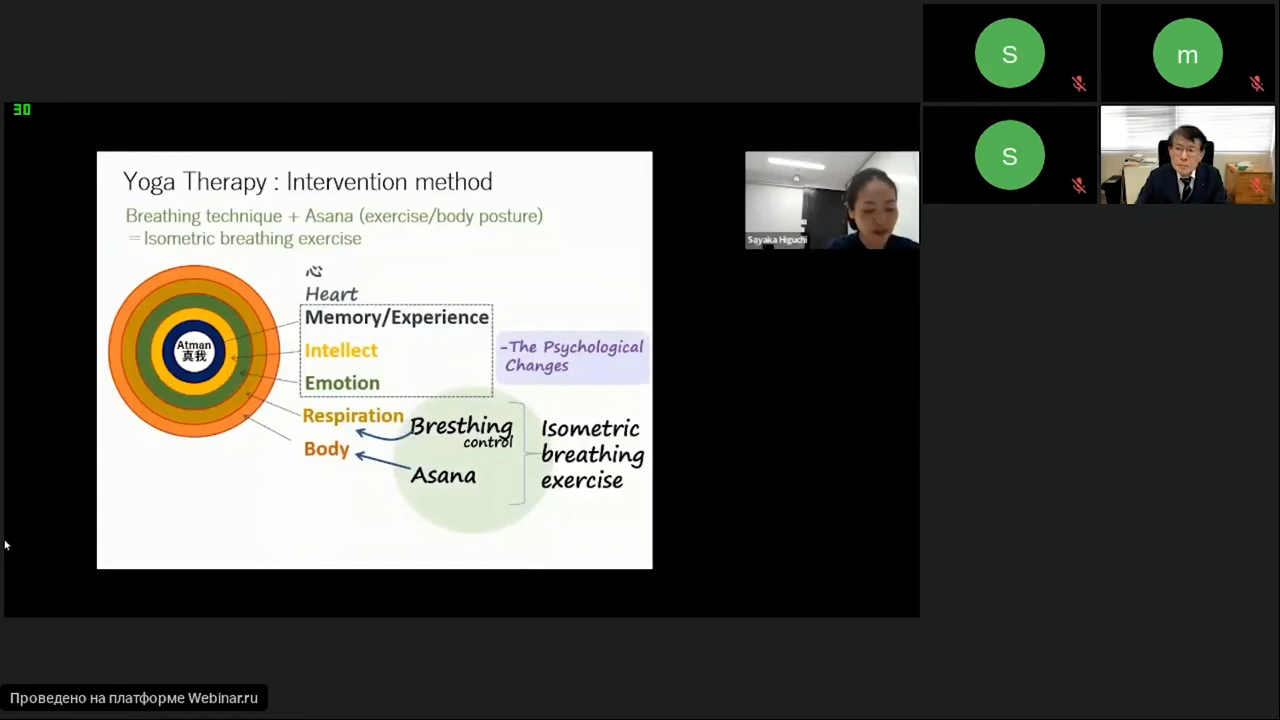 30
Yoga Therapy : Intervention method
Breathing technique + Asana (exercise/body posture)
=Isometric breathing exercise
心
Heart
Atman
真我
Memory/Experience
Intellect
Emotion
-The Psychological
Changes
Respiration
Body
Bresthing
control
Asana
Isometric
breathing
exercise
Sayaka Higuchi
S
m
S
Проведено на платформе Webinar.ru